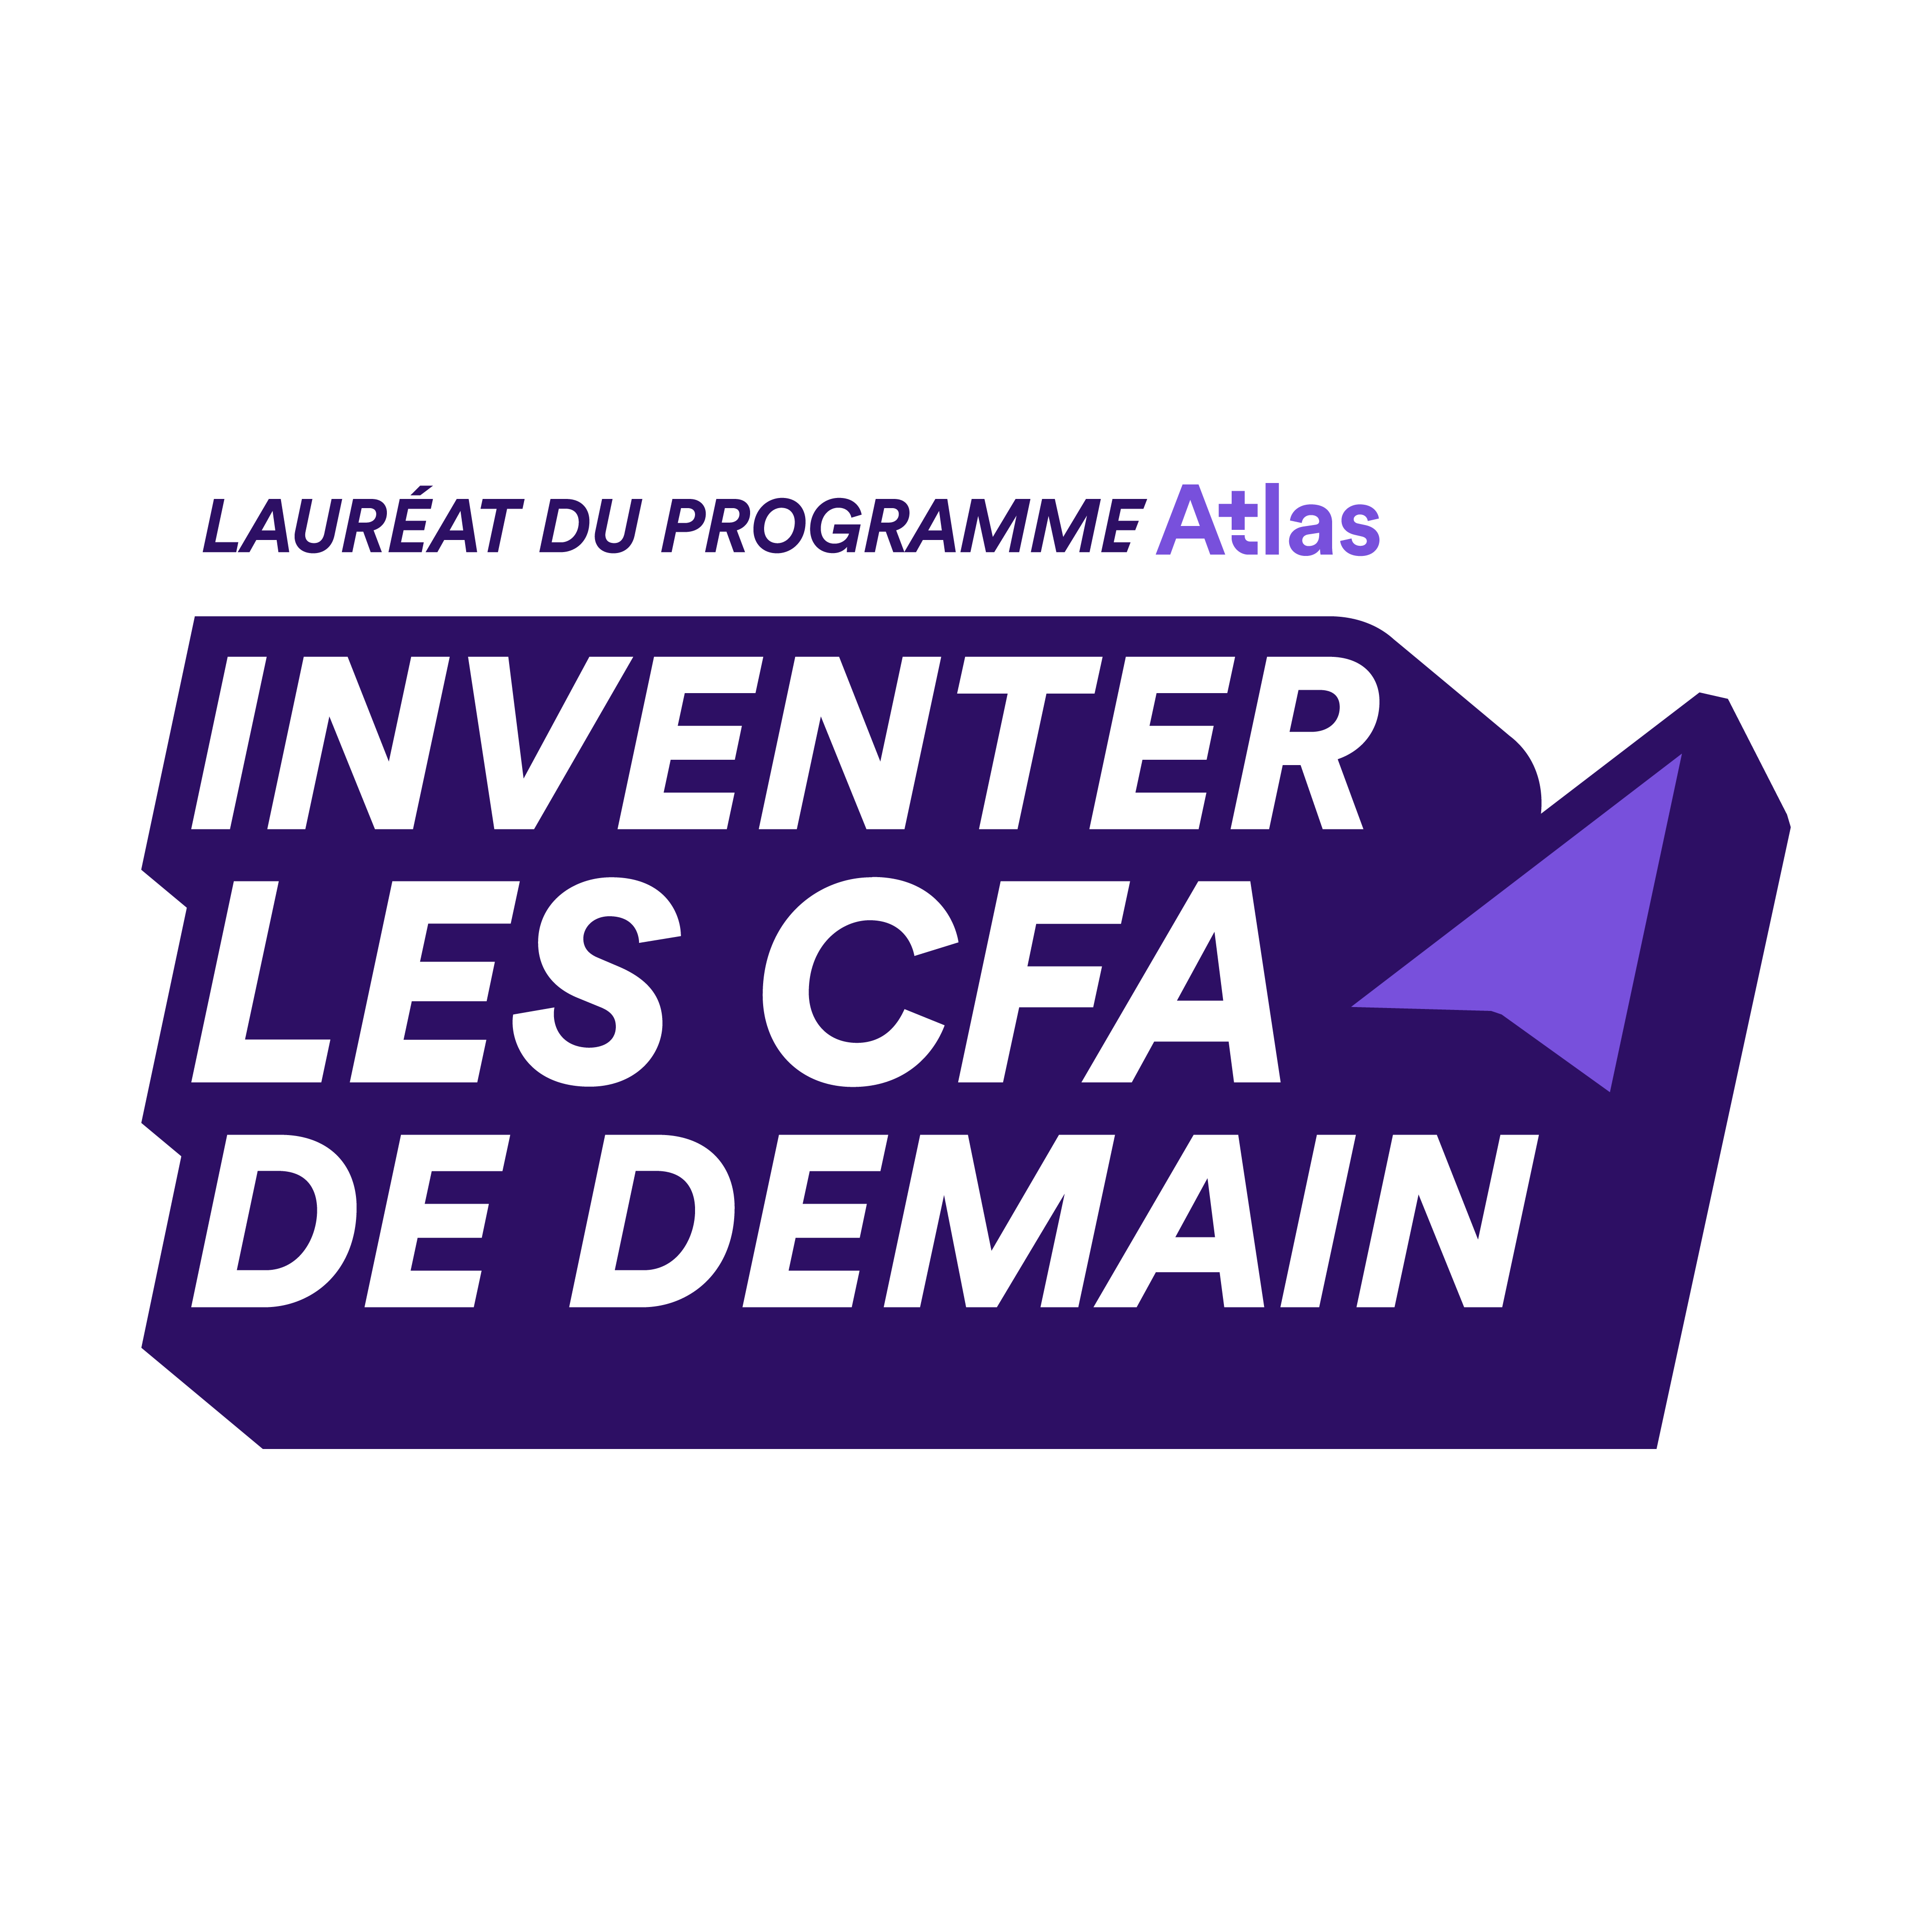 LAURÉAT DU PROGRAMME Atlas
INVENTER
LES CFA
DE DEMAIN